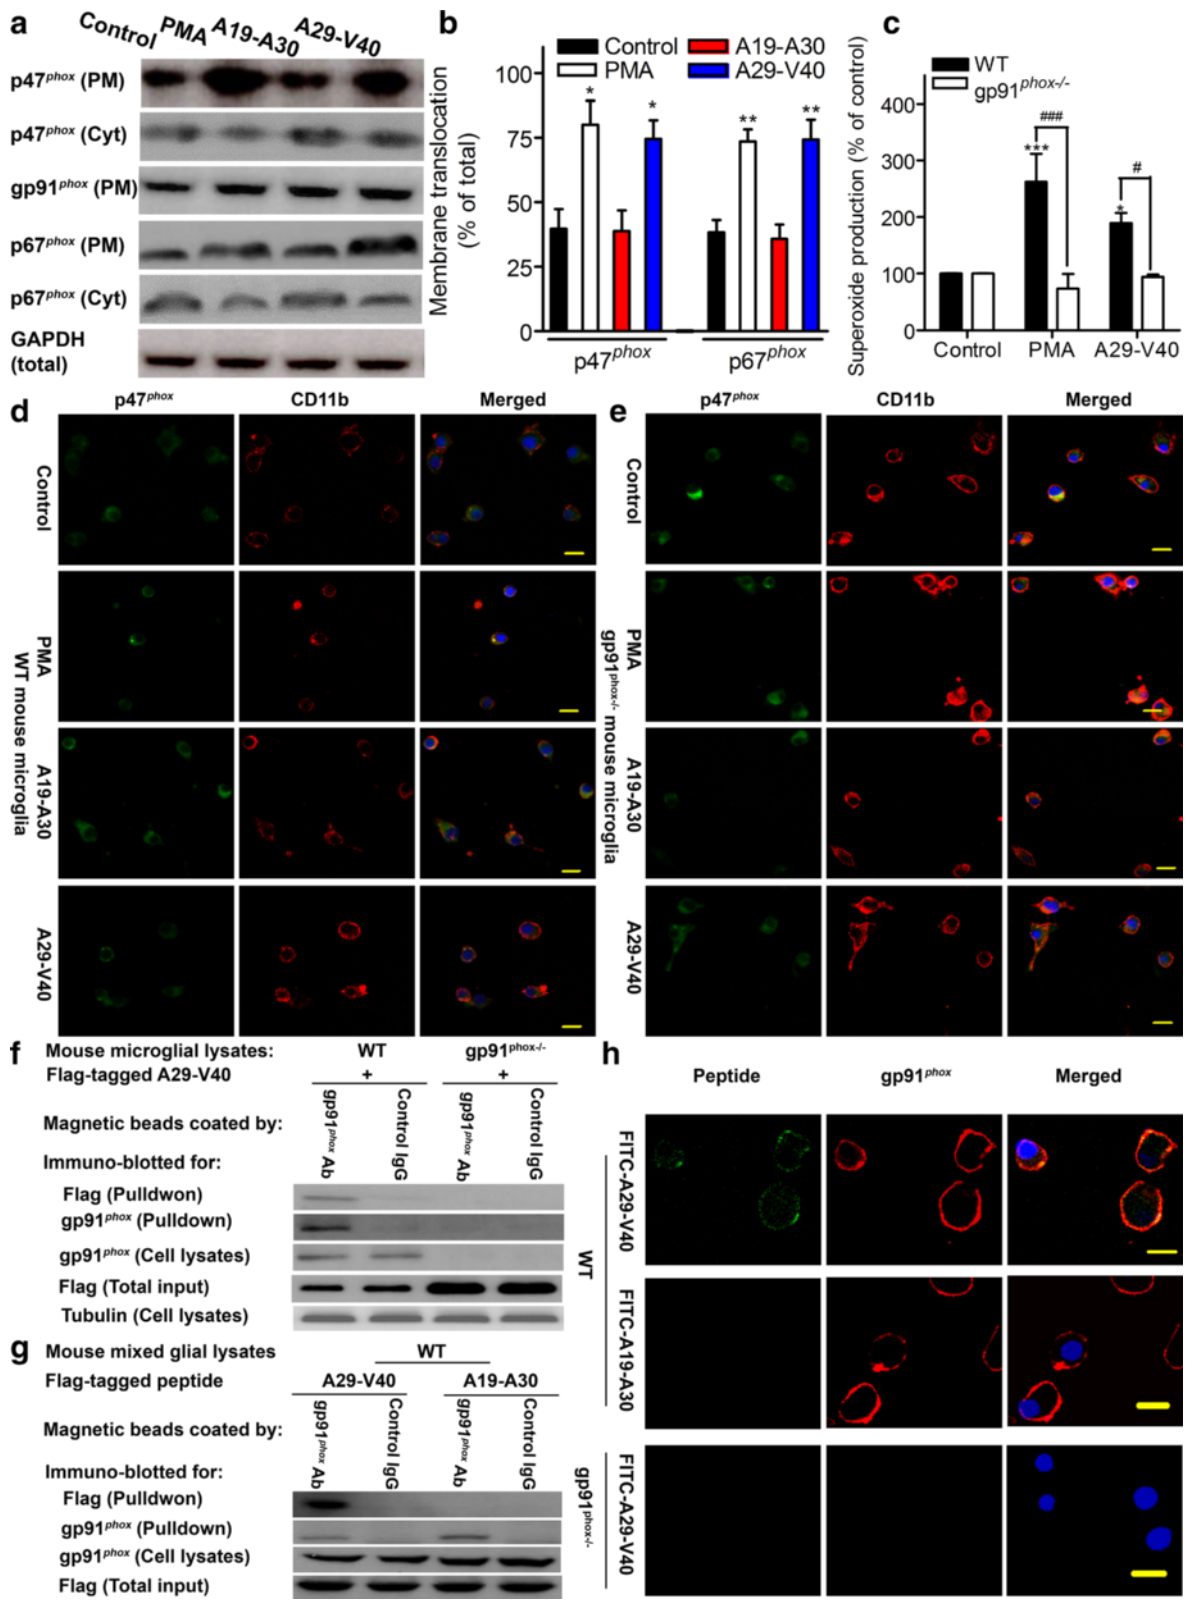 a
Control PMA A19-A30 A29-V40
p47phox (PM)
p47phox (Cyt)
gp91phox (PM)
p67phox (PM)
p67phox (Cyt)
GAPDH
(total)
b
Control
PMA
A19-A30
A29-V40
Membrane translocation
(% of total)
100
75
50
25
0
* * ** **
p47phox p67phox
c
WT
gp91phox-/-
Superoxide production (% of control)
400
300
200
100
0
***
###
*
#
Control PMA A29-V40
d
p47phox CD11b Merged
Control
PMA
A19-A30
A29-V40
WT mouse microglia
e
p47phox CD11b Merged
Control
PMA
A19-A30
A29-V40
gp91phox-/- mouse microglia
f
Mouse microglial lysates: WT gp91phox-/-
Flag-tagged A29-V40 + +
Magnetic beads coated by: gp91phox Ab Control IgG gp91phox Ab Control IgG
Immuno-blotted for:
Flag (Pulldwon)
gp91phox (Pulldown)
gp91phox (Cell lysates)
Flag (Total input)
Tubulin (Cell lysates)
g
Mouse mixed glial lysates WT
Flag-tagged peptide A29-V40 A19-A30
Magnetic beads coated by: gp91phox Ab Control IgG gp91phox Ab Control IgG
Immuno-blotted for:
Flag (Pulldwon)
gp91phox (Pulldown)
gp91phox (Cell lysates)
Flag (Total input)
h
Peptide gp91phox Merged
FITC-A29-V40
FITC-A19-A30
WT
FITC-A29-V40
gp91phox-/-